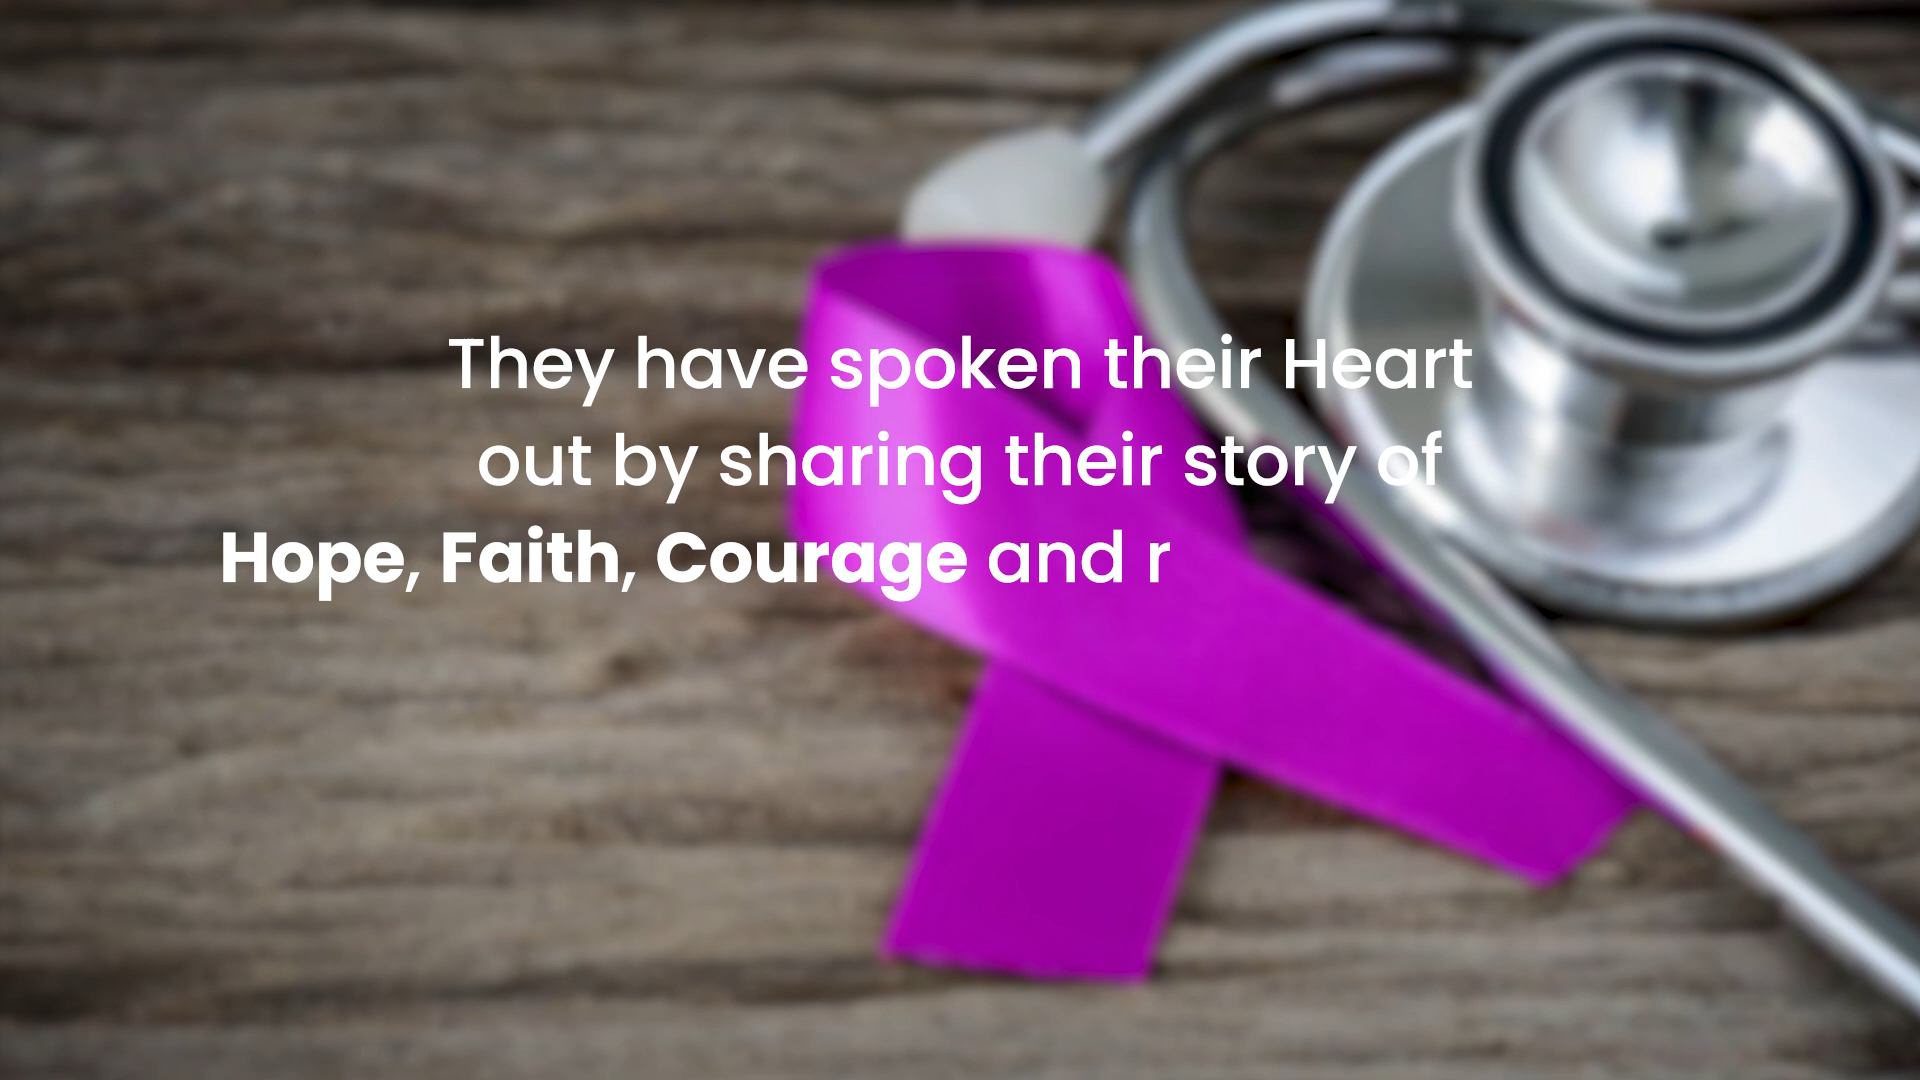 They have spoken their Heart
out by sharing their story of
Hope, Faith, Courage and r